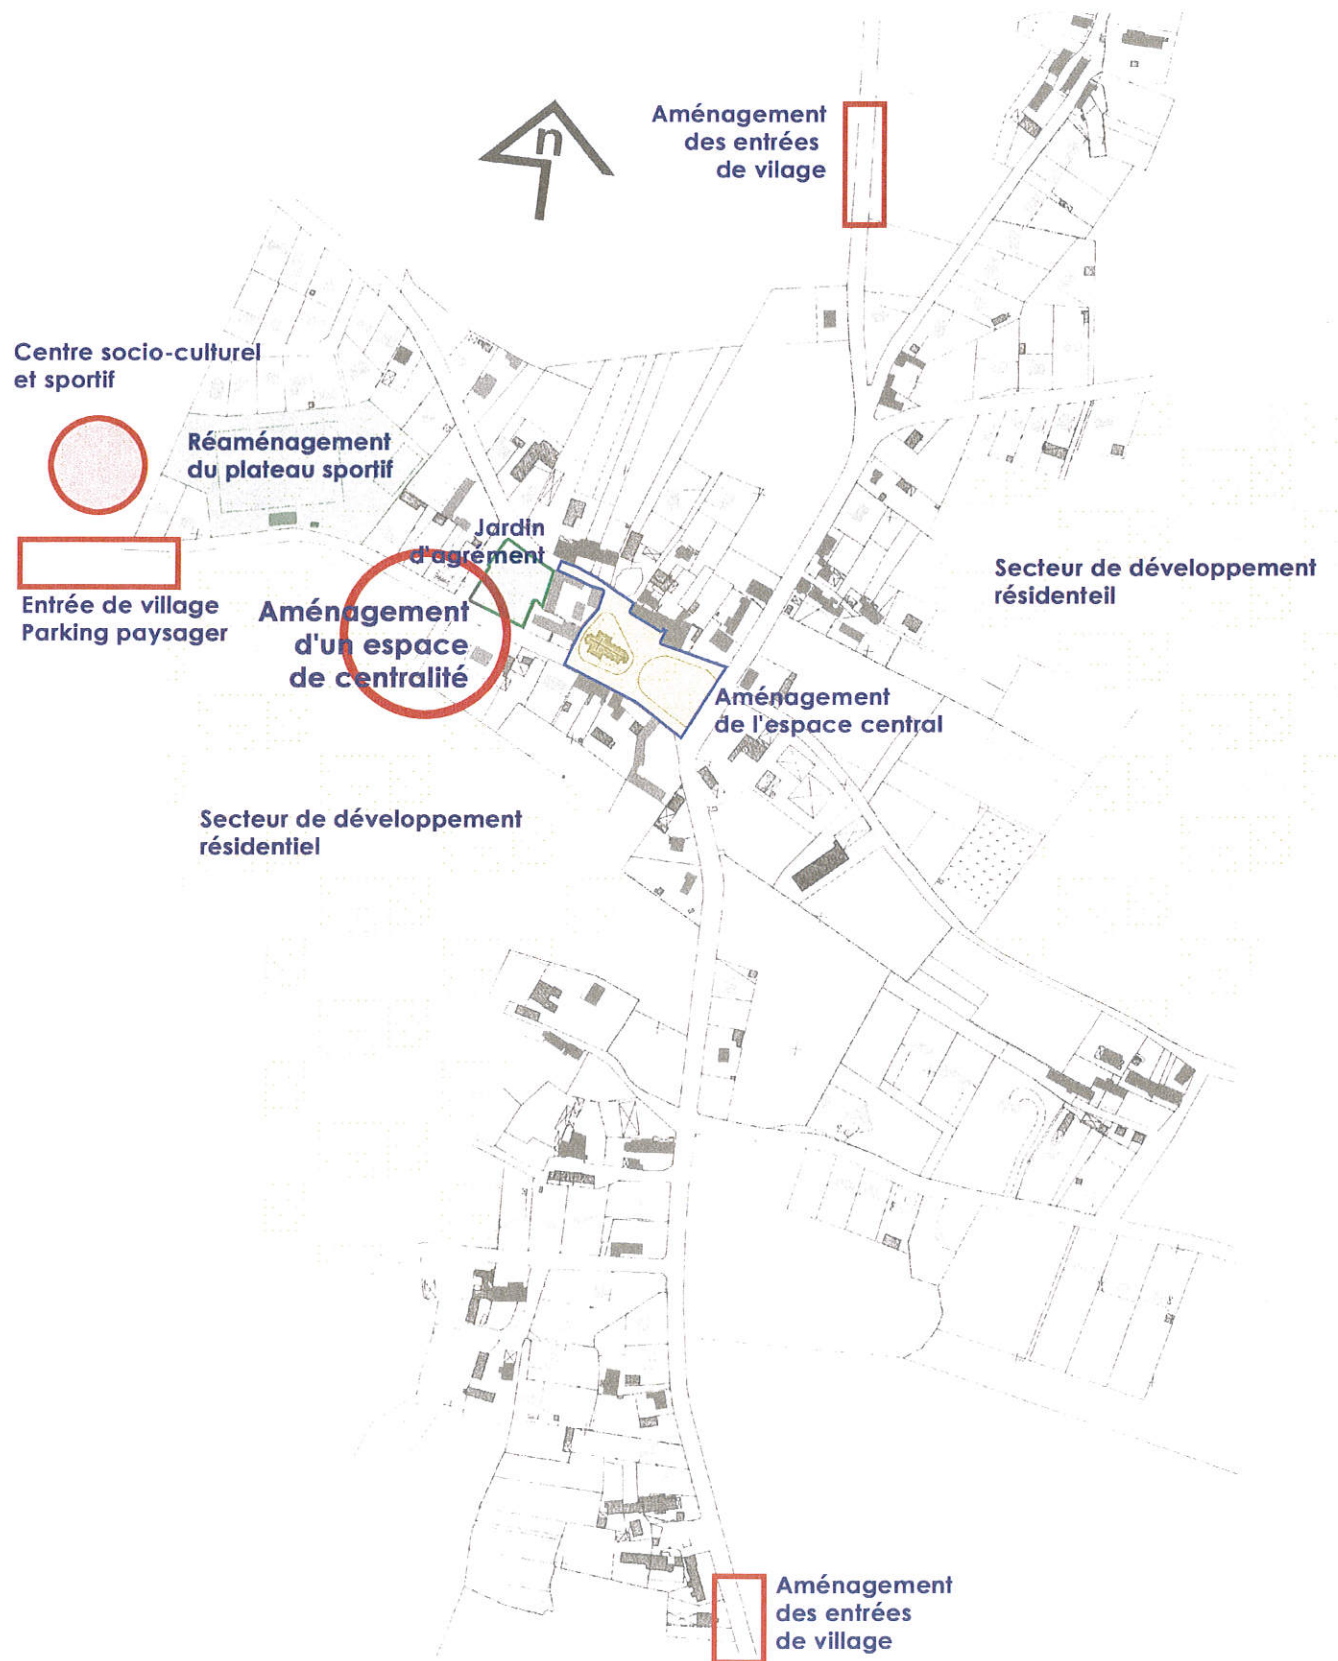 Aménagement
des entrées
de vilage
n
Centre socio-culturel
et sportif
Réaménagement
du plateau sportif
Jardin
d'agrément
Entrée de village
Parking paysager
Aménagement
d'un espace
de centralité
Secteur de développement
résidenteil
Aménagement
de l'espace central
Secteur de développement
résidentiel
Aménagement
des entrées
de village